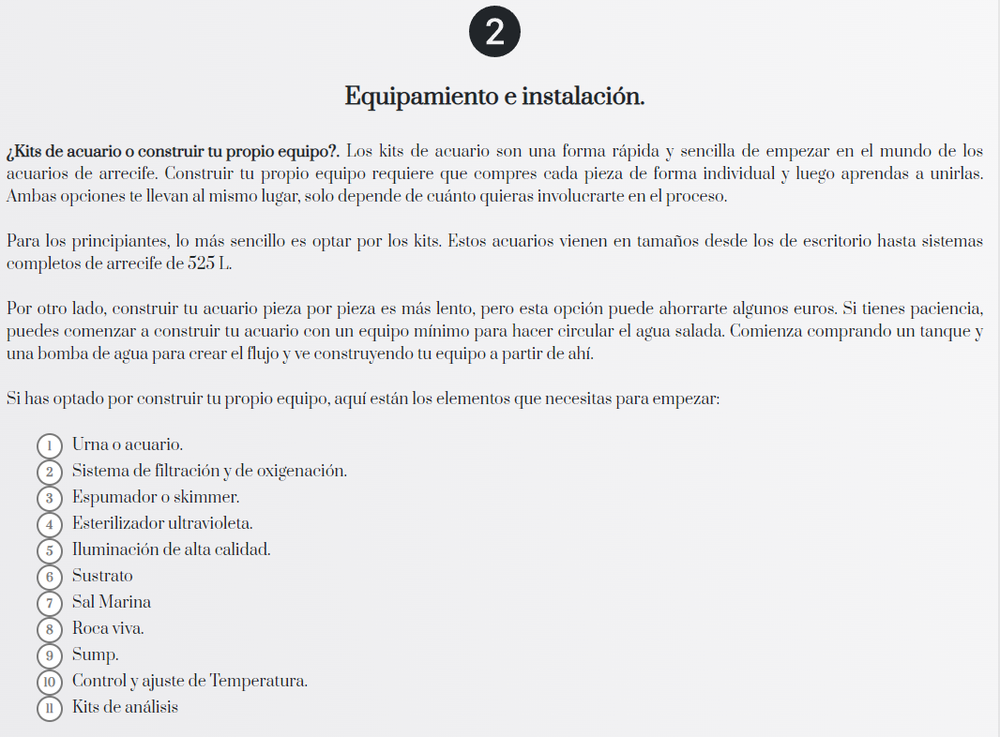 2
Equipamiento e instalación.
¿Kits de acuario o construir tu propio equipo?. Los kits de acuario son una forma rápida y sencilla de empezar en el mundo de los
acuarios de arrecife. Construir tu propio equipo requiere que compres cada pieza de forma individual y luego aprendas a unirlas.
Ambas opciones te llevan al mismo lugar, solo depende de cuánto quieras involucrarte en el proceso.
Para los principiantes, lo más sencillo es optar por los kits. Estos acuarios vienen en tamaños desde los de escritorio hasta sistemas
completos de arrecife de 525 L.
Por otro lado, construir tu acuario pieza por pieza es más lento, pero esta opción puede ahorrarte algunos euros. Si tienes paciencia,
puedes comenzar a construir tu acuario con un equipo mínimo para hacer circular el agua salada. Comienza comprando un tanque y
una bomba de agua para crear el flujo y ve construyendo tu equipo a partir de ahí.
Si has optado por construir tu propio equipo, aquí están los elementos que necesitas para empezar:
1 Urna o acuario.
2 Sistema de filtración y de oxigenación.
3 Espumador o skimmer.
4 Esterilizador ultravioleta.
5 Iluminación de alta calidad.
6 Sustrato
7 Sal Marina
8 Roca viva.
9 Sump.
10 Control y ajuste de Temperatura.
11 Kits de análisis